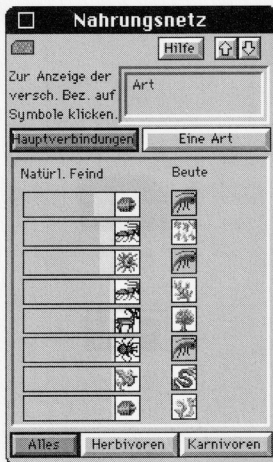 Nahrungsnetz
Hilfe
Zur Anzeige der
versch. Bez. auf
Symbole klicken.
Art
Hauptverbindungen
Eine Art
Natürl. Feind
Beute
Alles
Herbivoren
Karnivoren